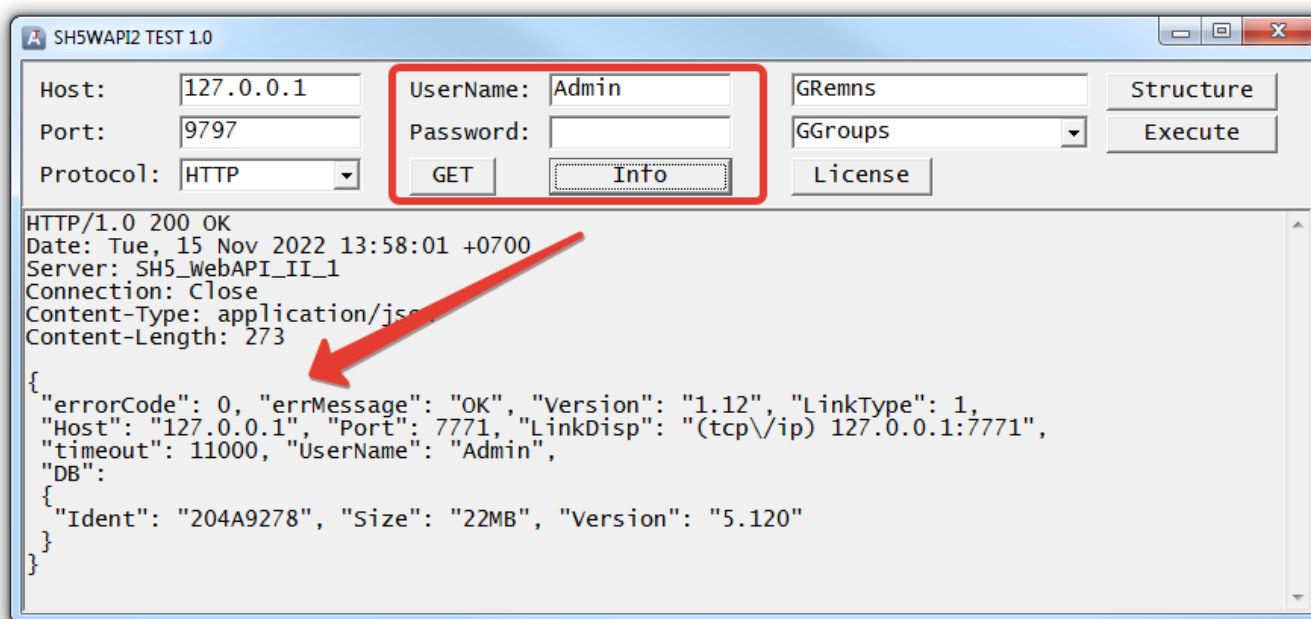 SH5WAPI2 TEST 1.0
Host: 127.0.0.1 UserName: Admin GRemns Structure
Port: 9797 Password: GGroups Execute
Protocol: HTTP GET Info License
HTTP/1.0 200 OK
Date: Tue, 15 Nov 2022 13:58:01 +0700
Server: SH5_WebAPI_II_1
Connection: Close
Content-Type: application/
Content-Length: 273
{
"errorCode": 0, "errMessage": "OK", "Version": "1.12", "LinkType": 1,
"Host": "127.0.0.1", "Port": 7771, "LinkDisp": "(tcp\/ip) 127.0.0.1:7771",
"timeout": 11000, "UserName": "Admin",
"DB":
{
"Ident": "204A9278", "Size": "22MB", "Version": "5.120"
}
}